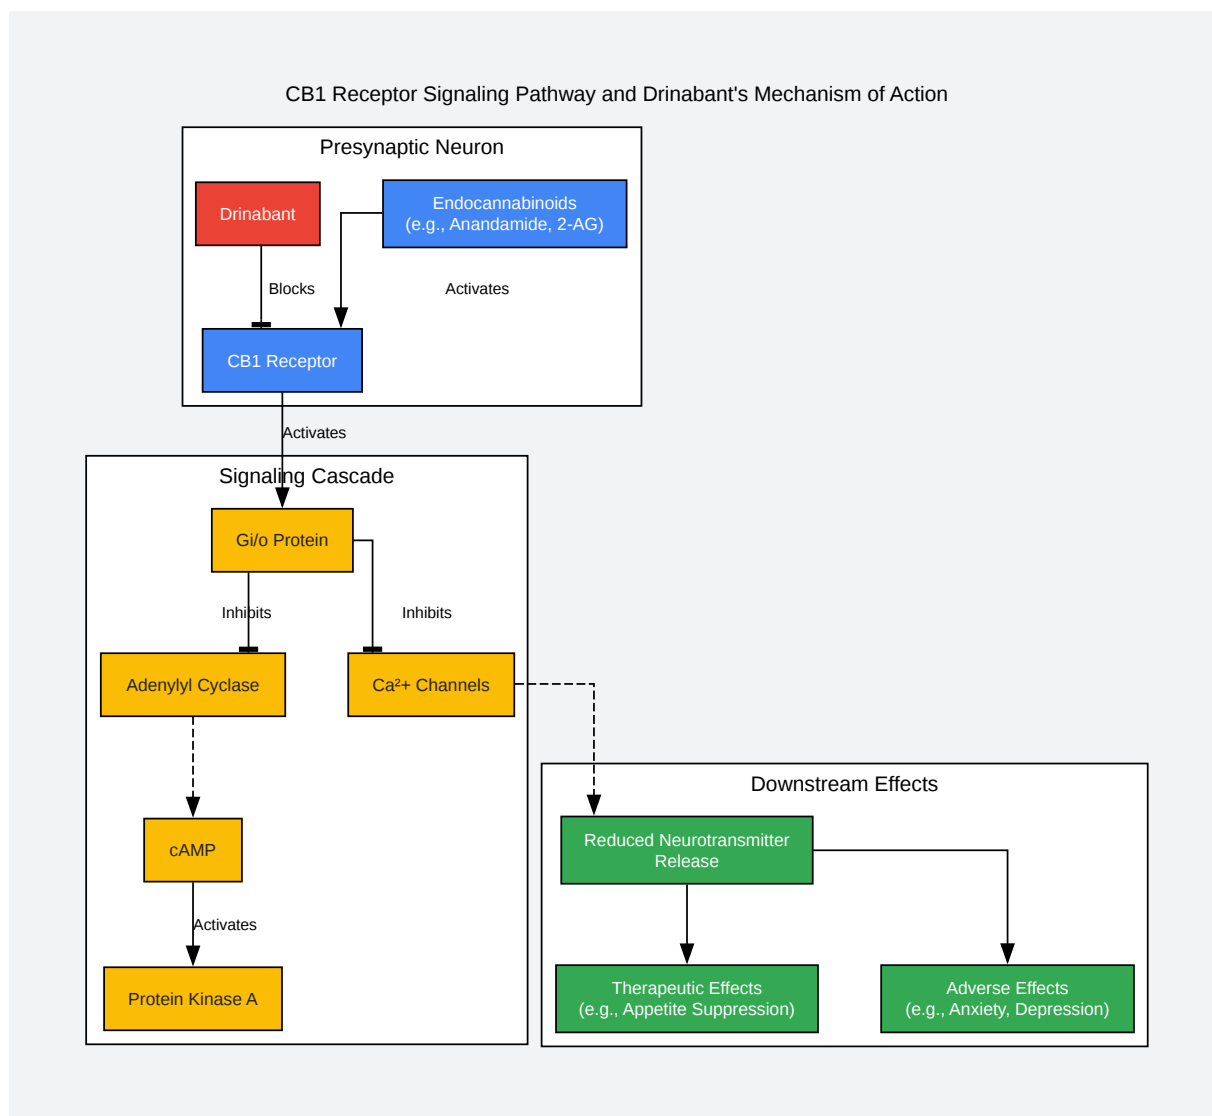 CB1 Receptor Signaling Pathway and Drinabant's Mechanism of Action
Presynaptic Neuron
Drinabant
Endocannabinoids
(e.g., Anandamide, 2-AG)
Blocks
Activates
CB1 Receptor
Activates
Signaling Cascade
Gi/o Protein
Inhibits
Inhibits
Adenylyl Cyclase
Ca²+ Channels
Downstream Effects
cAMP
Reduced Neurotransmitter
Release
Activates
Protein Kinase A
Therapeutic Effects
(e.g., Appetite Suppression)
Adverse Effects
(e.g., Anxiety, Depression)